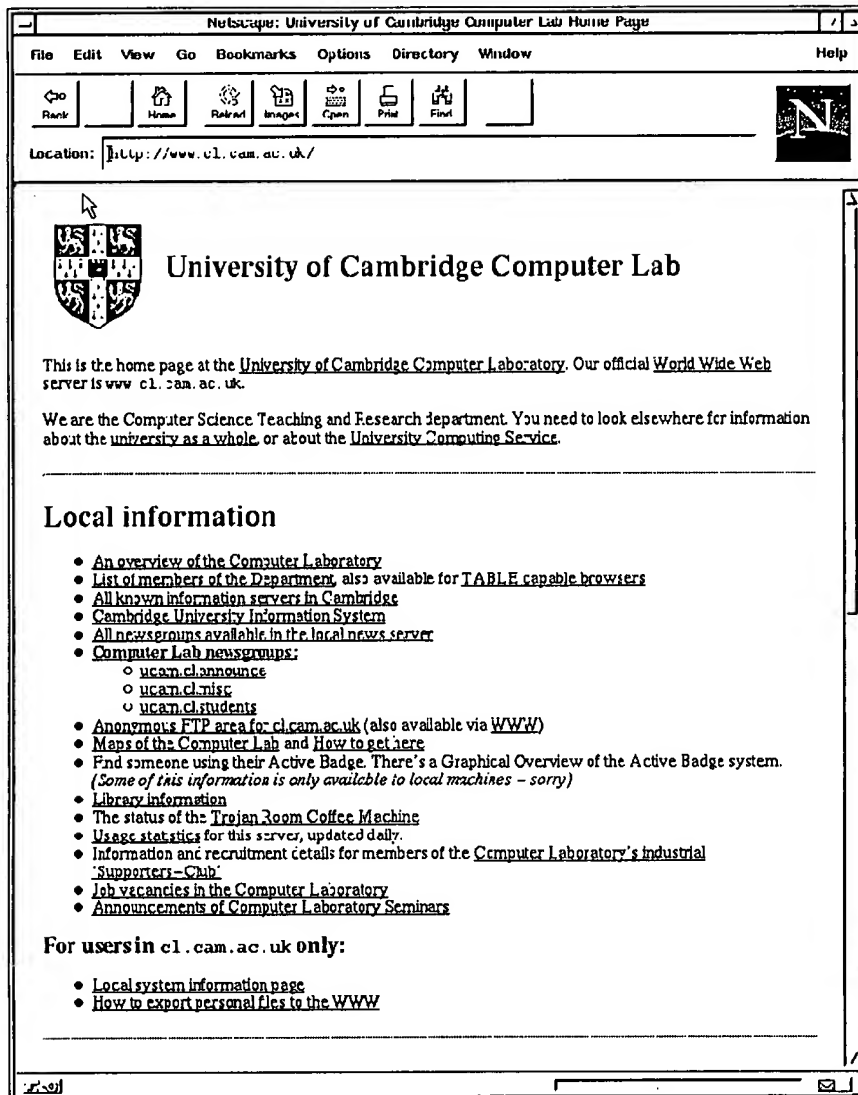 Netscape: University of Cambridge Computer Lab Home Page
File Edit View Go Bookmarks Options Directory Window Help
Back Home Reload Images Open Print Find
N
Location: http://www.cl.cam.ac.uk/
University of Cambridge Computer Lab
This is the home page at the University of Cambridge Computer Laboratory. Our official World Wide Web
server is www.cl.cam.ac.uk.
We are the Computer Science Teaching and Research department. You need to look elsewhere for information
about the university as a whole, or about the University Computing Service.
Local information
An overview of the Computer Laboratory
List of members of the Department, also available for TABLE capable browsers
All known information servers in Cambridge
Cambridge University Information System
All newsgroups available in the local news server
Computer Lab newsgroups:
ucam.cl.announce
ucam.cl.misc
ucam.cl.students
Anonymous FTP area for cl.cam.ac.uk (also available via WWW)
Maps of the Computer Lab and How to get here
Find someone using their Active Badge. There's a Graphical Overview of the Active Badge system.
(Some of this information is only available to local machines – sorry)
Library information
The status of the Trojan Room Coffee Machine
Usage statistics for this server, updated daily.
Information and recruitment details for members of the Computer Laboratory's industrial
'Supporters–Club'
Job vacancies in the Computer Laboratory
Announcements of Computer Laboratory Seminars
For users in cl.cam.ac.uk only:
Local system information page
How to export personal files to the WWW